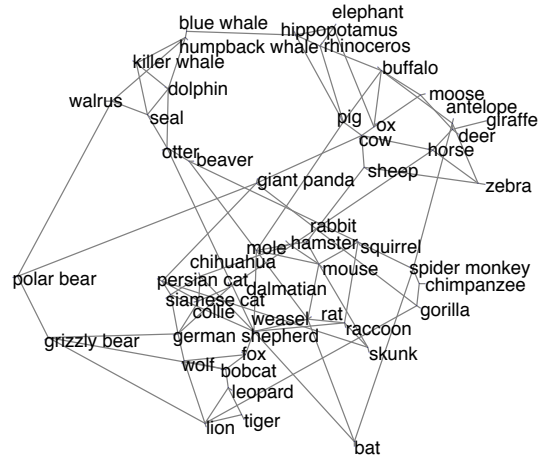 elephant
blue whale
hippopotamus
humpback whale
rhinoceros
killer whale
buffalo
dolphin
moose
walrus
antelope
seal
pig
ox
giraffe
deer
cow
horse
otter
beaver
sheep
giant panda
zebra
rabbit
mole
hamster
squirrel
chihuahua
mouse
spider monkey
polar bear
persian cat
chimpanzee
dalmatian
siamese cat
collie
gorilla
weasel
rat
raccoon
grizzly bear
german shepherd
fox
skunk
wolf
bobcat
leopard
lion
tiger
bat